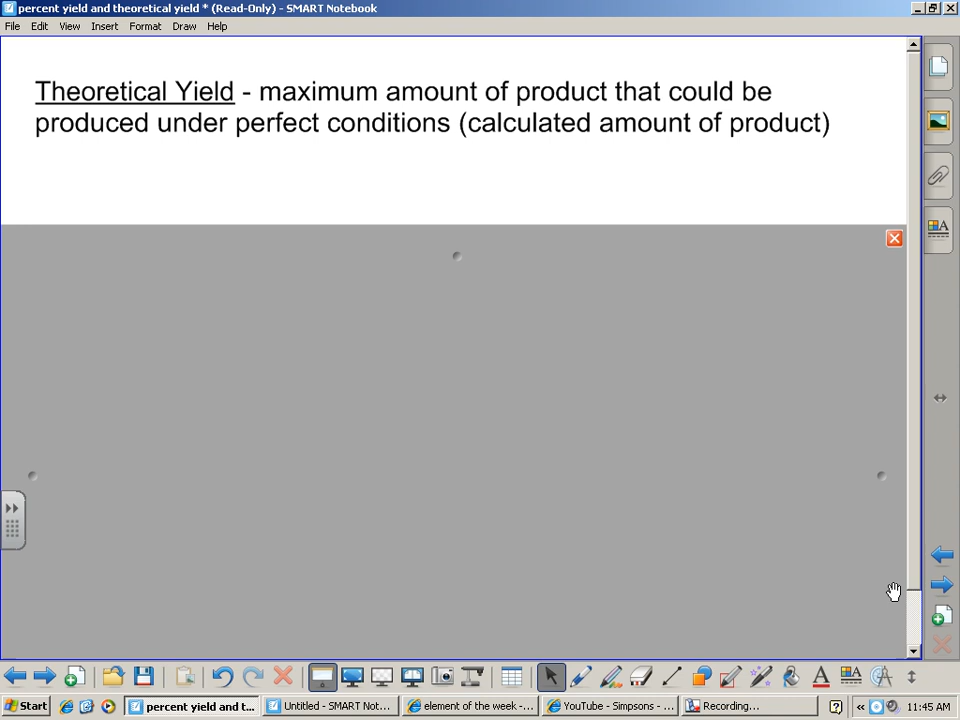 percent yield and theoretical yield * (Read-Only) - SMART Notebook
File Edit View Insert Format Draw Help
Theoretical Yield - maximum amount of product that could be
produced under perfect conditions (calculated amount of product)
Start percent yield and t... Untitled - SMART Not... element of the week -... YouTube - Simpsons - ... Recording... 11:45 AM